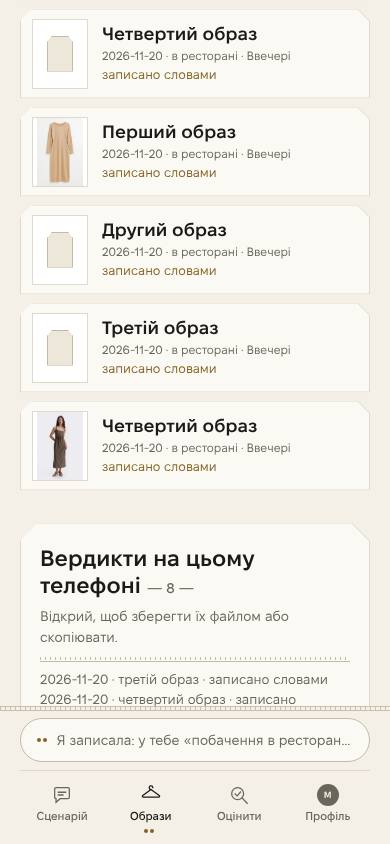 Четвертий образ
2026-11-20 · в ресторані · Ввечері
записано словами
Перший образ
2026-11-20 · в ресторані · Ввечері
записано словами
Другий образ
2026-11-20 · в ресторані · Ввечері
записано словами
Третій образ
2026-11-20 · в ресторані · Ввечері
записано словами
Четвертий образ
2026-11-20 · в ресторані · Ввечері
записано словами
Вердикти на цьому
телефоні — 8 —
Відкрий, щоб зберегти їх файлом або
скопіювати.
2026-11-20 · третій образ · записано словами
2026-11-20 · четвертий образ · записано
Я записала: у тебе «побачення в ресторан...
Сценарій
Образи
Оцінити
М
Профіль